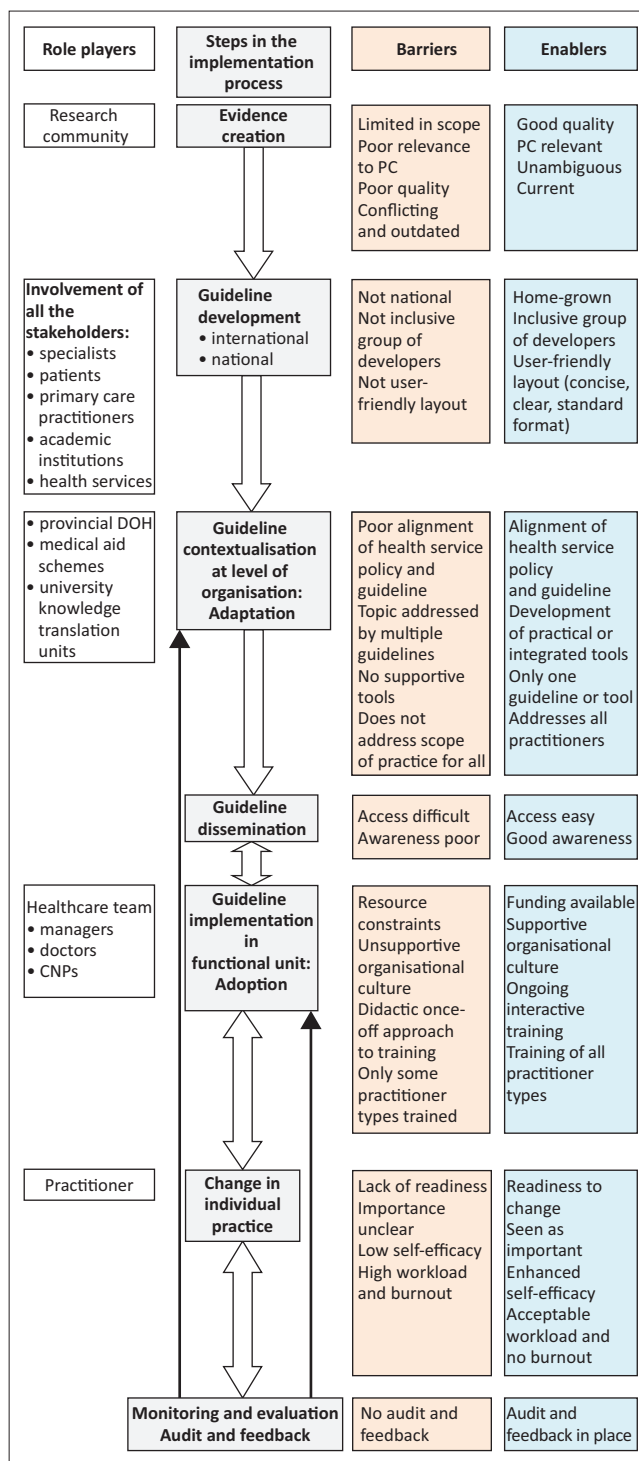 Role players
Steps in the
implementation
process
Barriers
Enablers
Research
community
Evidence
creation
Limited in scope
Poor relevance
to PC
Poor quality
Conflicting
and outdated
Good quality
PC relevant
Unambiguous
Current
Involvement of
all the
stakeholders:
• specialists
• patients
• primary care
practitioners
• academic
institutions
• health services
Guideline
development
• international
• national
Not national
Not inclusive
group of
developers
Not user-
friendly layout
Home-grown
Inclusive group
of developers
User-friendly
layout (concise,
clear, standard
format)
• provincial DOH
• medical aid
schemes
• university
knowledge
translation
units
Guideline
contextualisation
at level of
organisation:
Adaptation
Poor alignment
of health service
policy and
guideline
Topic addressed
by multiple
guidelines
No supportive
tools
Does not
address scope
of practice for all
Alignment of
health service
policy
and guideline
Development
of practical or
integrated tools
Only one
guideline or tool
Addresses all
practitioners
Guideline
dissemination
Access difficult
Awareness poor
Access easy
Good awareness
Healthcare team
• managers
• doctors
• CNPs
Guideline
implementation
in
functional unit:
Adoption
Resource
constraints
Unsupportive
organisational
culture
Didactic once-
off approach
to training
Only some
practitioner
types trained
Funding available
Supportive
organisational
culture
Ongoing
interactive
training
Training of all
practitioner
types
Practitioner
Change in
individual
practice
Lack of readiness
Importance
unclear
Low self-efficacy
High workload
and burnout
Readiness to
change
Seen as
important
Enhanced
self-efficacy
Acceptable
workload and
no burnout
Monitoring and evaluation
Audit and feedback
No audit and
feedback
Audit and
feedback in place